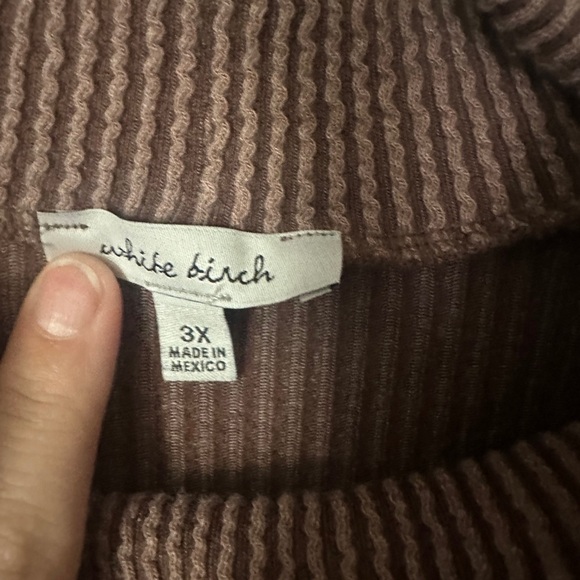 white birch
3X
MADE IN
MEXICO